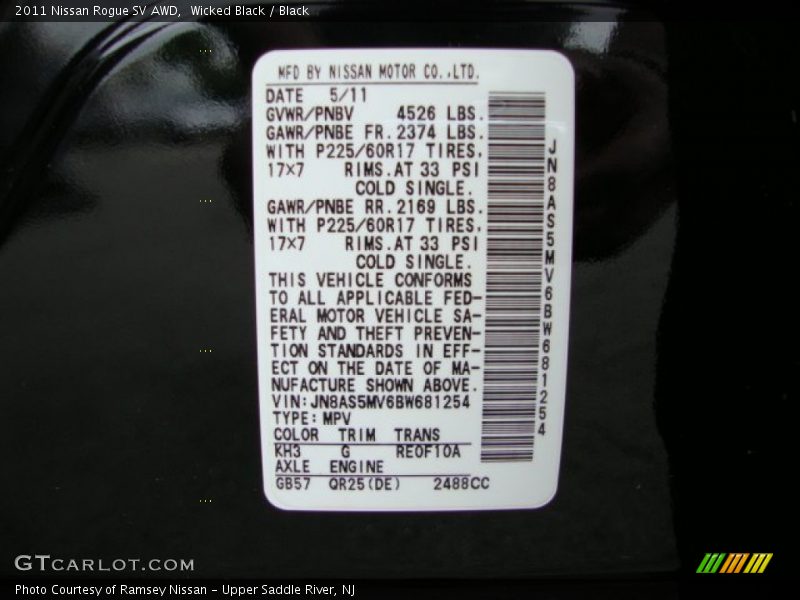 2011 Nissan Rogue SV AWD,  Wicked Black / Black
MFD BY NISSAN MOTOR CO.,LTD.
DATE 5/11
GVWR/PNBV 4526 LBS.
GAWR/PNBE FR. 2374 LBS.
WITH P225/60R17 TIRES,
17×7 RIMS.AT 33 PSI
COLD SINGLE.
GAWR/PNBE RR. 2169 LBS.
WITH P225/60R17 TIRES,
17×7 RIMS.AT 33 PSI
COLD SINGLE.
THIS VEHICLE CONFORMS
TO ALL APPLICABLE FED-
ERAL MOTOR VEHICLE SA-
FETY AND THEFT PREVEN-
TION STANDARDS IN EFF-
ECT ON THE DATE OF MA-
NUFACTURE SHOWN ABOVE.
VIN:JN8AS5MV6BW681254
TYPE:MPV
COLOR TRIM TRANS
KH3 G RE0F10A
AXLE ENGINE
GB57 QR25(DE) 2488CC
JN8AS5MV6BW681254
GTCARLOT.COM
Photo Courtesy of Ramsey Nissan - Upper Saddle River, NJ